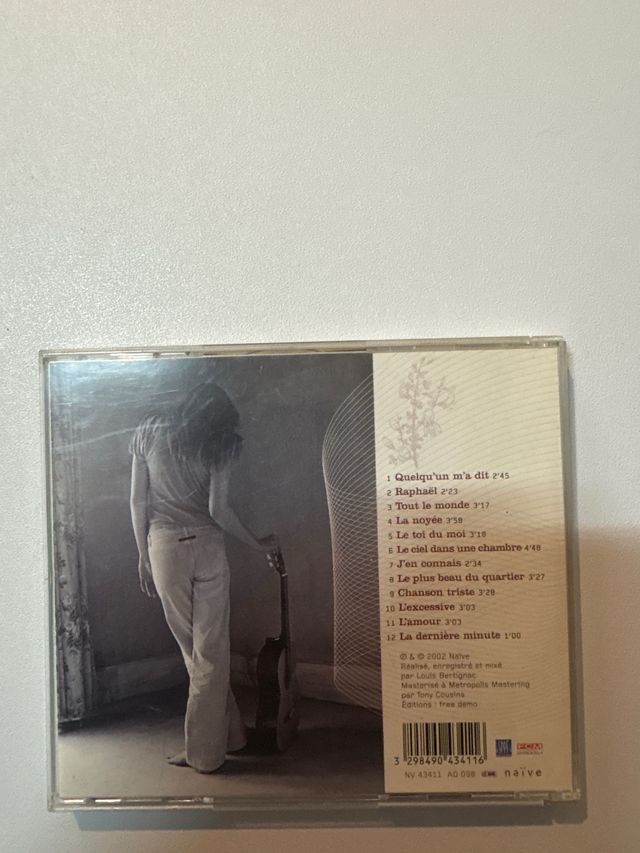 1 Quelqu'un m'a dit 2'45
2 Raphaël 2'23
3 Tout le monde 3'17
4 La noyée 3'58
5 Le toi du moi 3'18
6 Le ciel dans une chambre 4'48
7 J'en connais 2'34
8 Le plus beau du quartier 3'27
9 Chanson triste 3'28
10 L'excessive 3'03
11 L'amour 3'03
12 La dernière minute 1'00
℗ & © 2002 Naïve
Réalisé, enregistré et mixé
par Louis Bertignac
Masterisé à Metropolis Mastering
par Tony Cousins
Éditions : free demo
3 298490 434116
NV 43411 AD 098 naïve